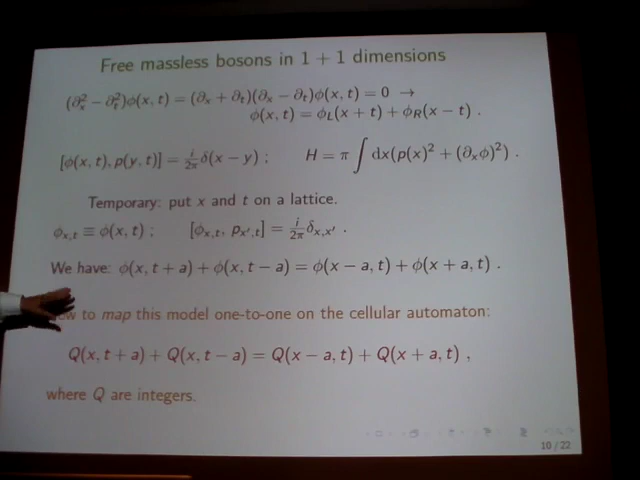 Free massless bosons in 1 + 1 dimensions
(∂ₓ² − ∂ₜ²)ϕ(x, t) = (∂ₓ + ∂ₜ)(∂ₓ − ∂ₜ)ϕ(x, t) = 0 →
ϕ(x, t) = ϕ_L(x + t) + ϕ_R(x − t) .
[ϕ(x, t), p(y, t)] = i/2π δ(x − y) ; H = π ∫ dx(p(x)² + (∂ₓϕ)²) .
Temporary: put x and t on a lattice.
ϕ_{x,t} ≡ ϕ(x, t) ; [ϕ_{x,t}, p_{x′,t}] = i/2π δ_{x,x′} .
We have: ϕ(x, t + a) + ϕ(x, t − a) = ϕ(x − a, t) + ϕ(x + a, t) .
to map this model one-to-one on the cellular automaton:
Q(x, t + a) + Q(x, t − a) = Q(x − a, t) + Q(x + a, t) ,
where Q are integers.
10 / 22